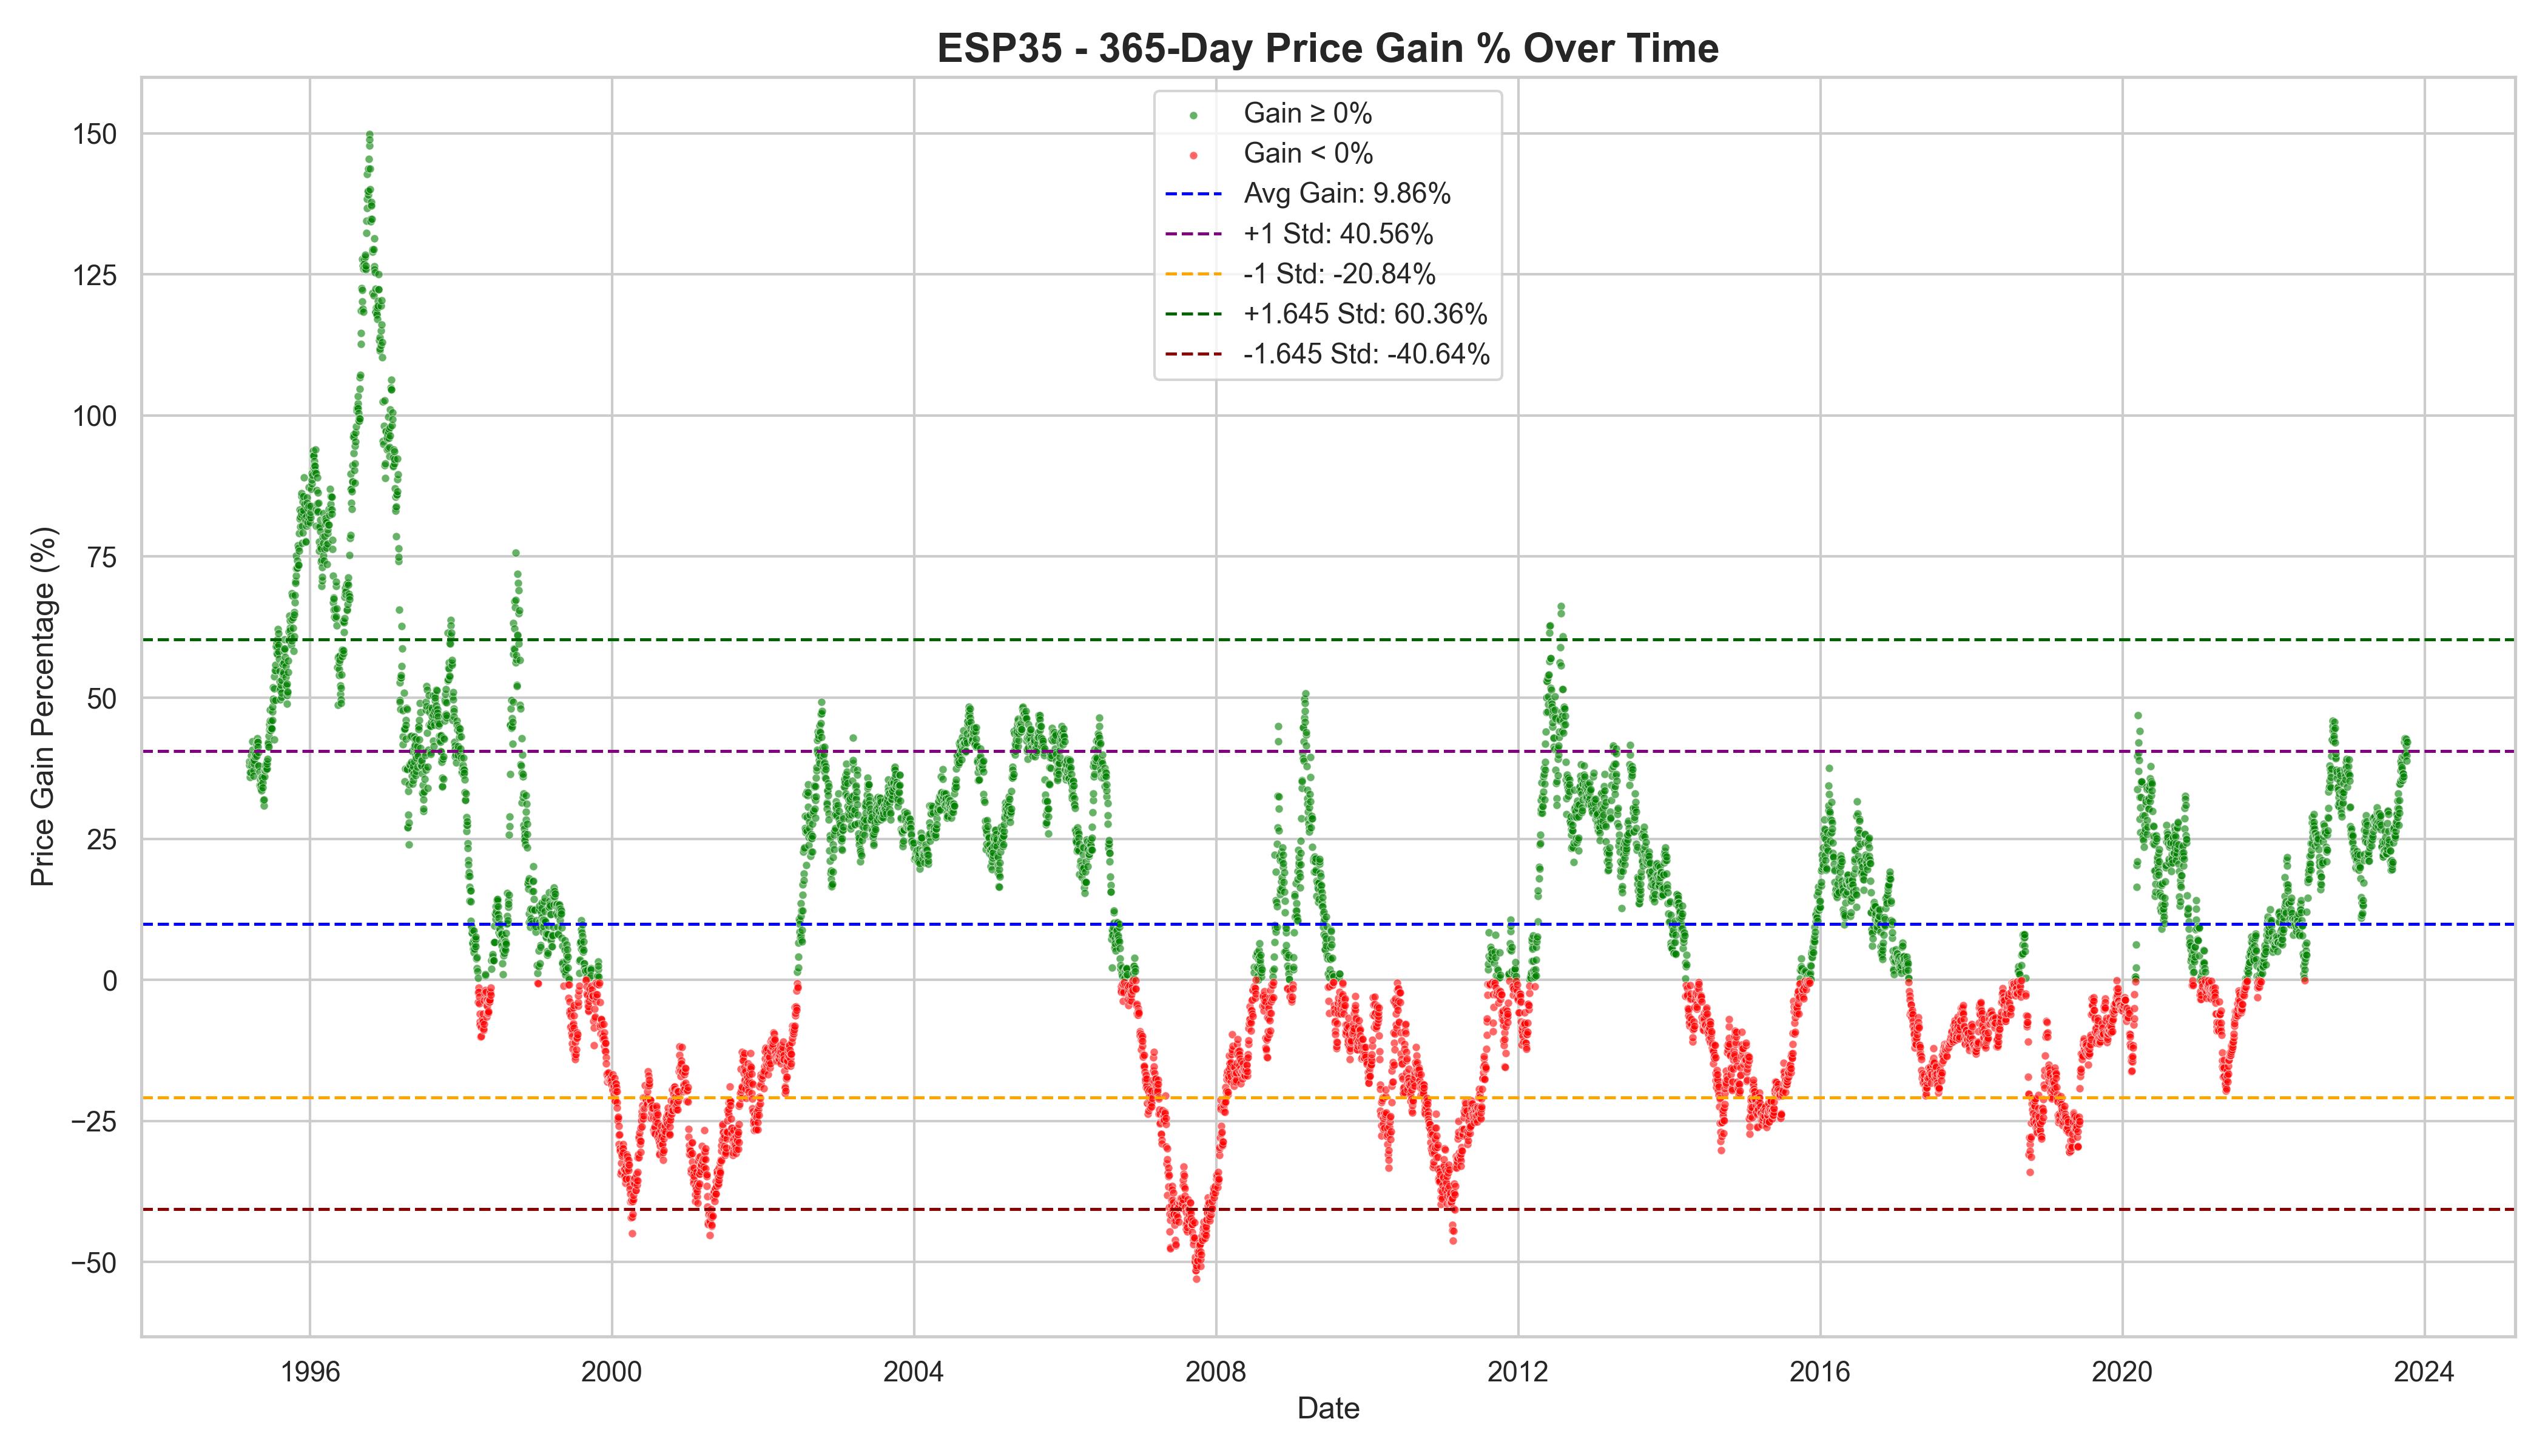 ESP35 - 365-Day Price Gain % Over Time
Gain ≥ 0%
Gain < 0%
Avg Gain: 9.86%
+1 Std: 40.56%
-1 Std: -20.84%
+1.645 Std: 60.36%
-1.645 Std: -40.64%
Price Gain Percentage (%)
150
125
100
75
50
25
0
−25
−50
1996
2000
2004
2008
2012
2016
2020
2024
Date